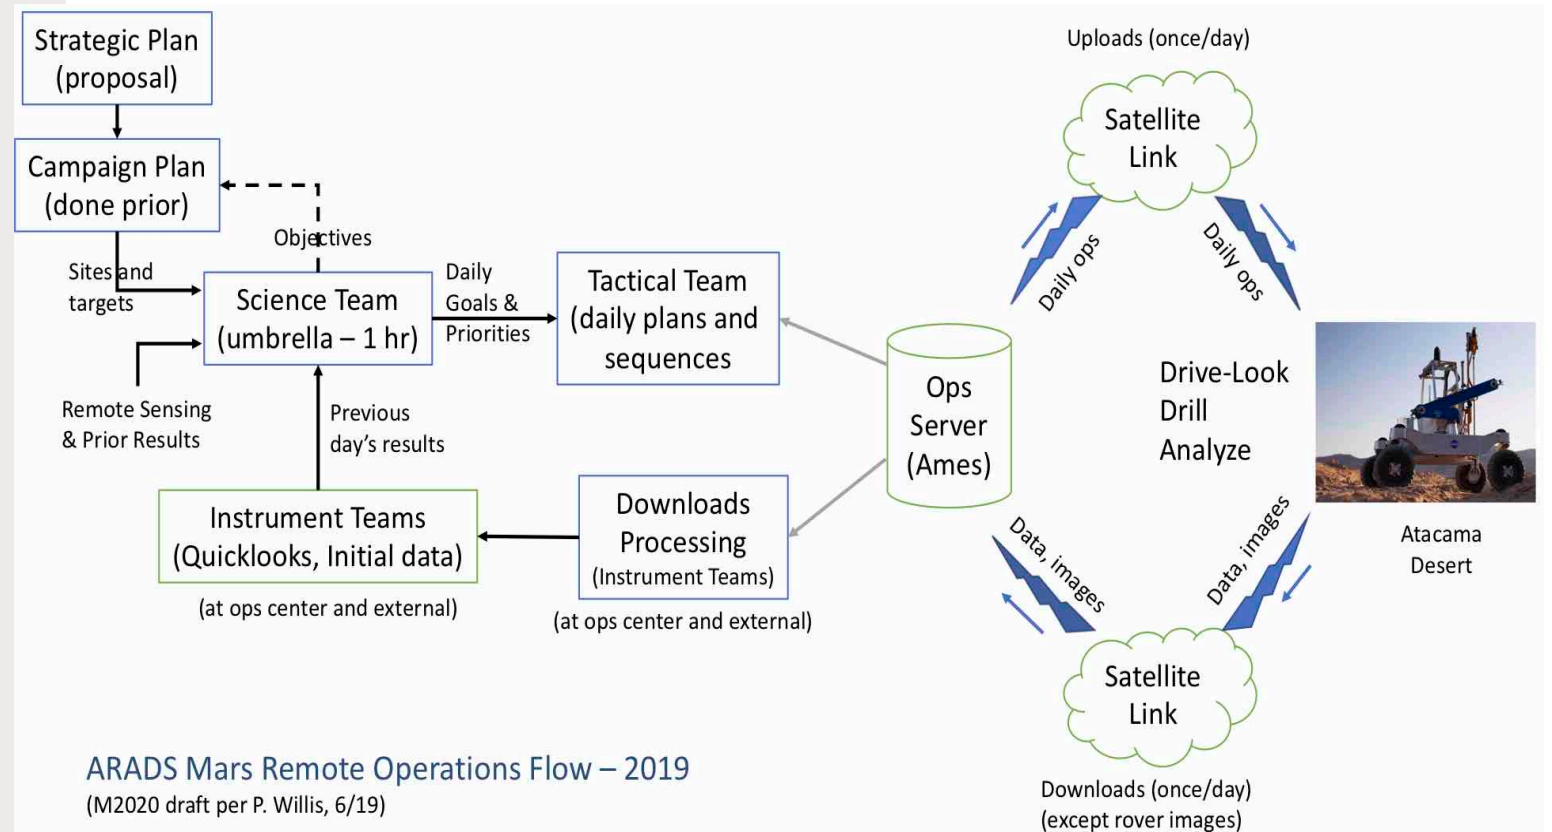 Strategic Plan
(proposal)
Campaign Plan
(done prior)
Objectives
Sites and
targets
Science Team
(umbrella – 1 hr)
Daily
Goals &
Priorities
Tactical Team
(daily plans and
sequences
Remote Sensing
& Prior Results
Previous
day's results
Instrument Teams
(Quicklooks, Initial data)
(at ops center and external)
Downloads
Processing
(Instrument Teams)
(at ops center and external)
Ops
Server
(Ames)
Uploads (once/day)
Satellite
Link
Daily ops
Daily ops
Drive-Look
Drill
Analyze
Atacama
Desert
Data, images
Data, images
Satellite
Link
Downloads (once/day)
(except rover images)
ARADS Mars Remote Operations Flow – 2019
(M2020 draft per P. Willis, 6/19)